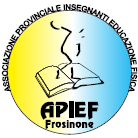 ASSOCIAZIONE PROVINCIALE INSEGNANTI EDUCAZIONE FISICA
APIEF
Frosinone